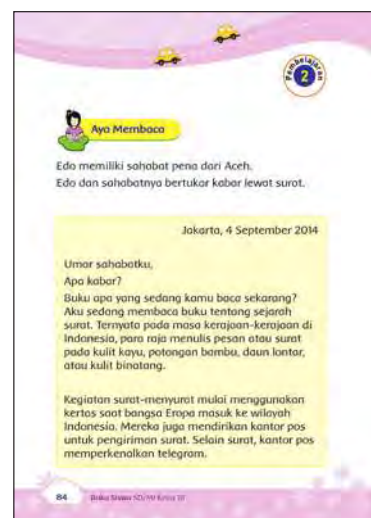 Pembelajaran
2
Ayo Membaca
Edo memiliki sahabat pena dari Aceh.
Edo dan sahabatnya bertukar kabar lewat surat.
Jakarta, 4 September 2014
Umar sahabatku,
Apa kabar?
Buku apa yang sedang kamu baca sekarang?
Aku sedang membaca buku tentang sejarah
surat. Ternyata pada masa kerajaan-kerajaan di
Indonesia, para raja menulis pesan atau surat
pada kulit kayu, potongan bambu, daun lontar,
atau kulit binatang.
Kegiatan surat-menyurat mulai menggunakan
kertas saat bangsa Eropa masuk ke wilayah
Indonesia. Mereka juga mendirikan kantor pos
untuk pengiriman surat. Selain surat, kantor pos
memperkenalkan telegram.
84 Buku Siswa SD/MI Kelas III